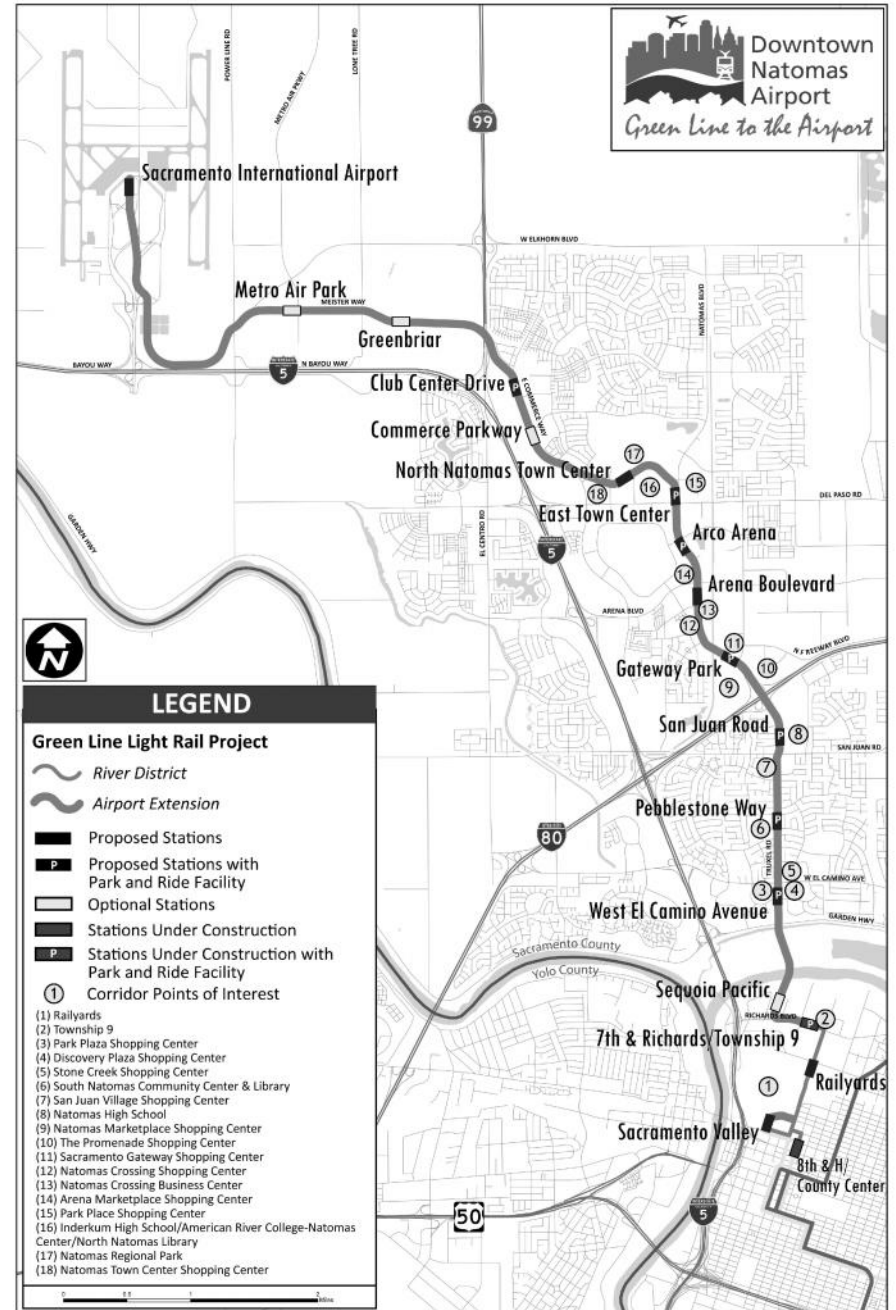 Downtown
Natomas
Airport
Green Line to the Airport
POWER LINE RD
LONE TREE RD
METRO AIR PKWY
99
Sacramento International Airport
W ELKHORN BLVD
NATOMAS BLVD
Metro Air Park
MEISTER WAY
Greenbriar
BAYOU WAY
N BAYOU WAY
5
Club Center Drive
P
E COMMERCE WAY
Commerce Parkway
North Natomas Town Center
17
18
16
15
East Town Center
P
DEL PASO RD
GARDEN HWY
EL CENTRO RD
5
Arco Arena
P
14
Arena Boulevard
ARENA BLVD
13
12
11
N F REEWAY BLVD
Gateway Park
P
10
9
San Juan Road
P
8
SAN JUAN RD
7
Pebblestone Way
P
6
80
TRUXEL RD
5
W EL CAMINO AVE
3
P
4
West El Camino Avenue
GARDEN HWY
Sacramento County
Yolo County
Sequoia Pacific
RICHARDS BLVD
P
2
7th & Richards/Township 9
1
Railyards
Sacramento Valley
8th & H/
County Center
50
5
N
LEGEND
Green Line Light Rail Project
River District
Airport Extension
Proposed Stations
P Proposed Stations with
Park and Ride Facility
Optional Stations
Stations Under Construction
P Stations Under Construction with
Park and Ride Facility
1 Corridor Points of Interest
(1) Railyards
(2) Township 9
(3) Park Plaza Shopping Center
(4) Discovery Plaza Shopping Center
(5) Stone Creek Shopping Center
(6) South Natomas Community Center & Library
(7) San Juan Village Shopping Center
(8) Natomas High School
(9) Natomas Marketplace Shopping Center
(10) The Promenade Shopping Center
(11) Sacramento Gateway Shopping Center
(12) Natomas Crossing Shopping Center
(13) Natomas Crossing Business Center
(14) Arena Marketplace Shopping Center
(15) Park Place Shopping Center
(16) Inderkum High School/American River College-Natomas
Center/North Natomas Library
(17) Natomas Regional Park
(18) Natomas Town Center Shopping Center
0 0.5 1 2
Miles